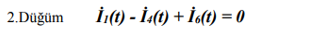 2.Düğüm İ₁(t) - İ₄(t) + İ₆(t) = 0